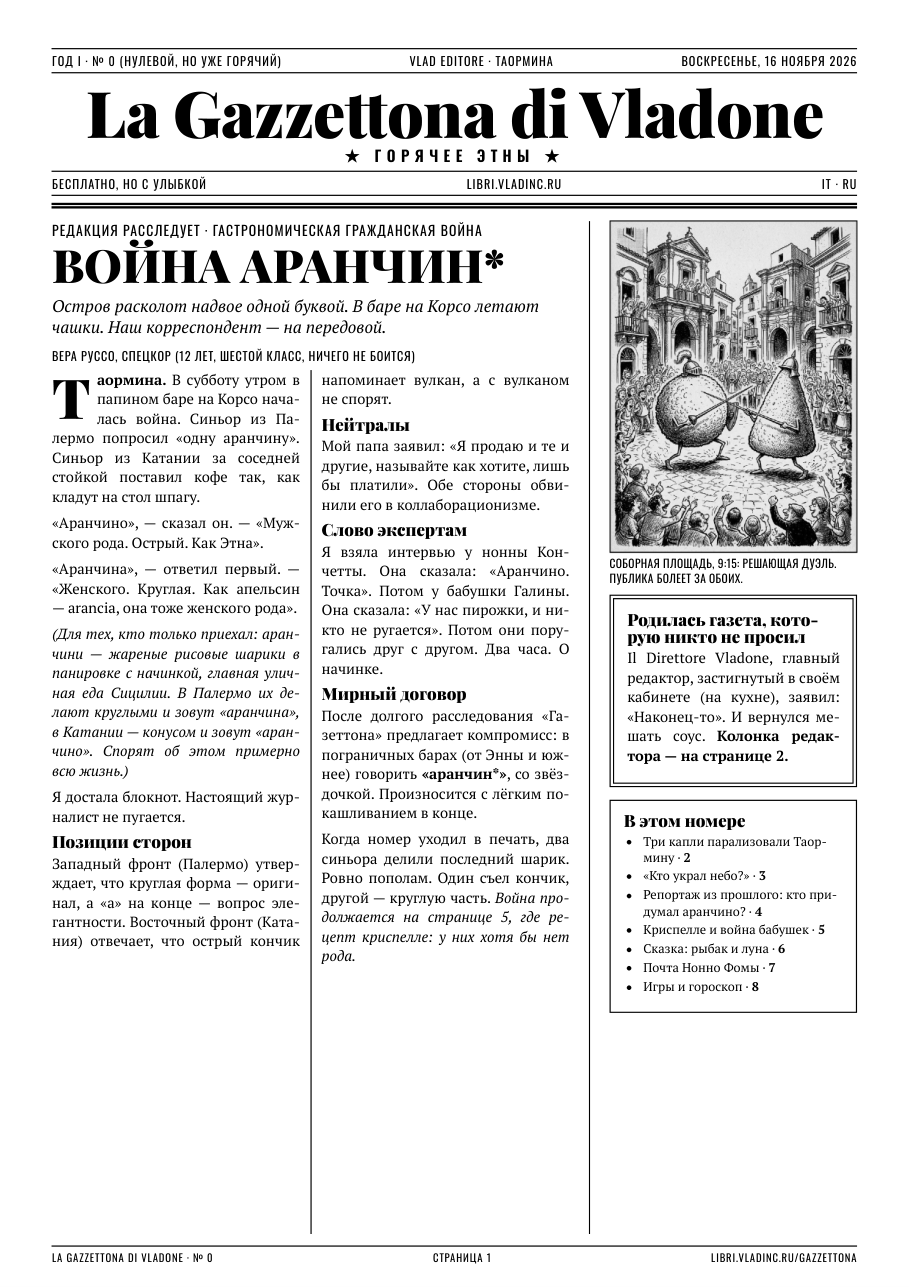 ГОД I · № 0 (НУЛЕВОЙ, НО УЖЕ ГОРЯЧИЙ)
VLAD EDITORE · ТАОРМИНА
ВОСКРЕСЕНЬЕ, 16 НОЯБРЯ 2026
La Gazzettona di Vladone
★ ГОРЯЧЕЕ ЭТНЫ ★
БЕСПЛАТНО, НО С УЛЫБКОЙ
LIBRI.VLADINC.RU
IT · RU
РЕДАКЦИЯ РАССЛЕДУЕТ · ГАСТРОНОМИЧЕСКАЯ ГРАЖДАНСКАЯ ВОЙНА
ВОЙНА АРАНЧИН*
Остров расколот надвое одной буквой. В баре на Корсо летают
чашки. Наш корреспондент — на передовой.
ВЕРА РУССО, СПЕЦКОР (12 ЛЕТ, ШЕСТОЙ КЛАСС, НИЧЕГО НЕ БОИТСЯ)
Таормина. В субботу утром в
папином баре на Корсо нача-
лась война. Синьор из Па-
лермо попросил «одну аранчину».
Синьор из Катании за соседней
стойкой поставил кофе так, как
кладут на стол шпагу.
«Аранчино», — сказал он. — «Муж-
ского рода. Острый. Как Этна».
«Аранчина», — ответил первый. —
«Женского. Круглая. Как апельсин
— arancia, она тоже женского рода».
(Для тех, кто только приехал: аран-
чини — жареные рисовые шарики в
панировке с начинкой, главная улич-
ная еда Сицилии. В Палермо их де-
лают круглыми и зовут «аранчина»,
в Катании — конусом и зовут «аран-
чино». Спорят об этом примерно
всю жизнь.)
Я достала блокнот. Настоящий жур-
налист не пугается.
Позиции сторон
Западный фронт (Палермо) утвер-
ждает, что круглая форма — ориги-
нал, а «а» на конце — вопрос эле-
гантности. Восточный фронт (Ката-
ния) отвечает, что острый кончик
напоминает вулкан, а с вулканом
не спорят.
Нейтралы
Мой папа заявил: «Я продаю и те и
другие, называйте как хотите, лишь
бы платили». Обе стороны обви-
нили его в коллаборационизме.
Слово экспертам
Я взяла интервью у нонны Кон-
четты. Она сказала: «Аранчино.
Точка». Потом у бабушки Галины.
Она сказала: «У нас пирожки, и ни-
кто не ругается». Потом они пору-
гались друг с другом. Два часа. О
начинке.
Мирный договор
После долгого расследования «Га-
зеттона» предлагает компромисс: в
пограничных барах (от Энны и юж-
нее) говорить «аранчин*», со звёз-
дочкой. Произносится с лёгким по-
кашливанием в конце.
Когда номер уходил в печать, два
синьора делили последний шарик.
Ровно пополам. Один съел кончик,
другой — круглую часть. Война про-
должается на странице 5, где ре-
цепт криспелле: у них хотя бы нет
рода.
СОБОРНАЯ ПЛОЩАДЬ, 9:15: РЕШАЮЩАЯ ДУЭЛЬ.
ПУБЛИКА БОЛЕЕТ ЗА ОБОИХ.
Родилась газета, кото-
рую никто не просил
Il Direttore Vladone, главный
редактор, застигнутый в своём
кабинете (на кухне), заявил:
«Наконец-то». И вернулся ме-
шать соус. Колонка редак-
тора — на странице 2.
В этом номере
• Три капли парализовали Таор-
мину · 2
• «Кто украл небо?» · 3
• Репортаж из прошлого: кто при-
думал аранчино? · 4
• Криспелле и война бабушек · 5
• Сказка: рыбак и луна · 6
• Почта Нонно Фомы · 7
• Игры и гороскоп · 8
LA GAZZETTONA DI VLADONE · № 0
СТРАНИЦА 1
LIBRI.VLADINC.RU/GAZZETTONA